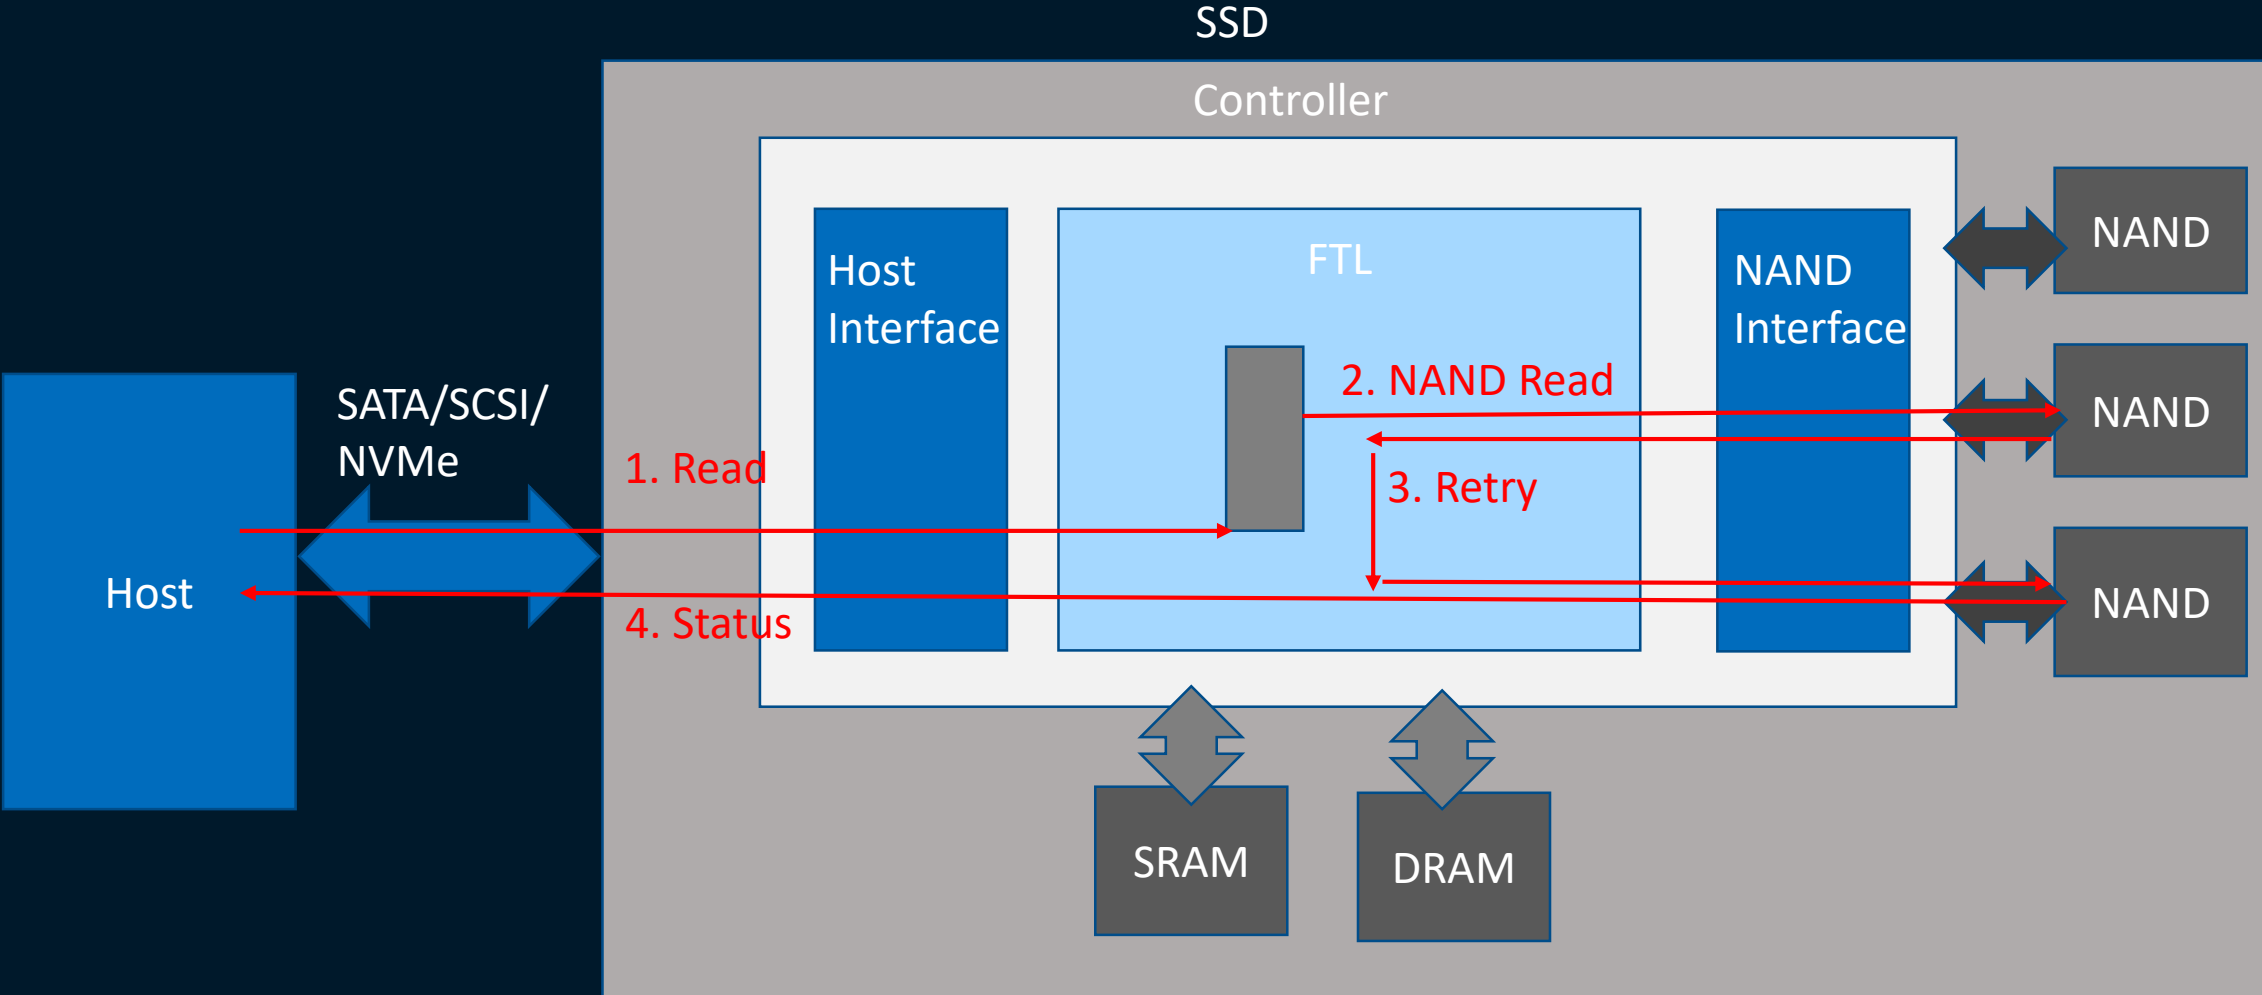 SSD
Controller
Host
Interface
FTL
NAND
Interface
NAND
NAND
NAND
SATA/SCSI/
NVMe
1. Read
2. NAND Read
3. Retry
4. Status
Host
SRAM
DRAM